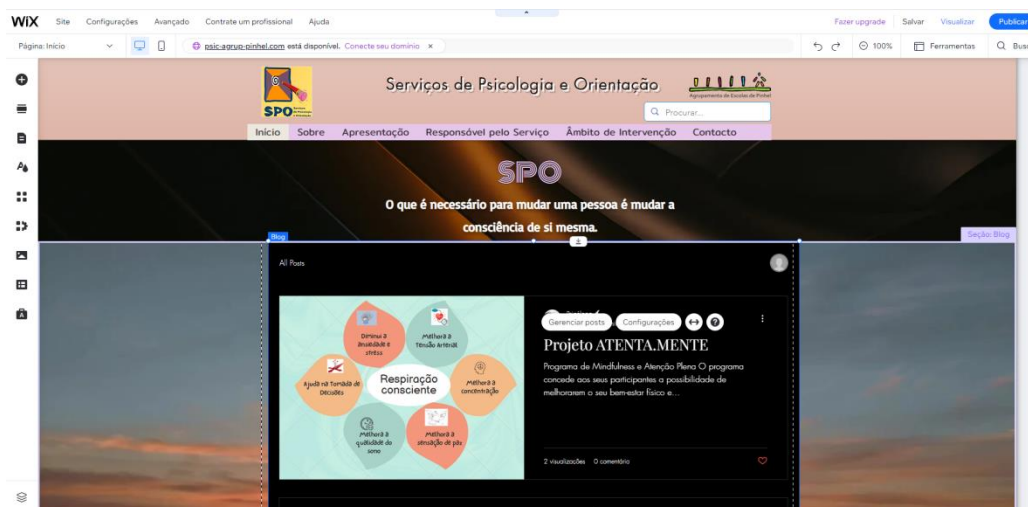 WiX Site Configurações Avançado Contrate um profissional Ajuda Fazer upgrade Salvar Visualizar Publicar
Página: Início psic-agrup-pinhel.com está disponível. Conecte seu domínio × 100% Ferramentas Bus
Serviços de Psicologia e Orientação
Agrupamento de Escolas de Pinhel
SPO
Procurar...
Início Sobre Apresentação Responsável pelo Serviço Âmbito de Intervenção Contacto
SPO
O que é necessário para mudar uma pessoa é mudar a
consciência de si mesma.
Blog
Seção: Blog
All Posts
Diminui a
ansiedade e
stress
Melhora a
Tensão Arterial
Ajuda na Tomada de
Decisões
Respiração
consciente
Melhora a
concentração
Melhora a
qualidade do
sono
Melhora a
sensação de paz
Gerenciar posts Configurações
Projeto ATENTA.MENTE
Programa de Mindfulness e Atenção Plena O programa
concede aos seus participantes a possibilidade de
melhorarem o seu bem-estar físico e...
2 visualizações 0 comentário